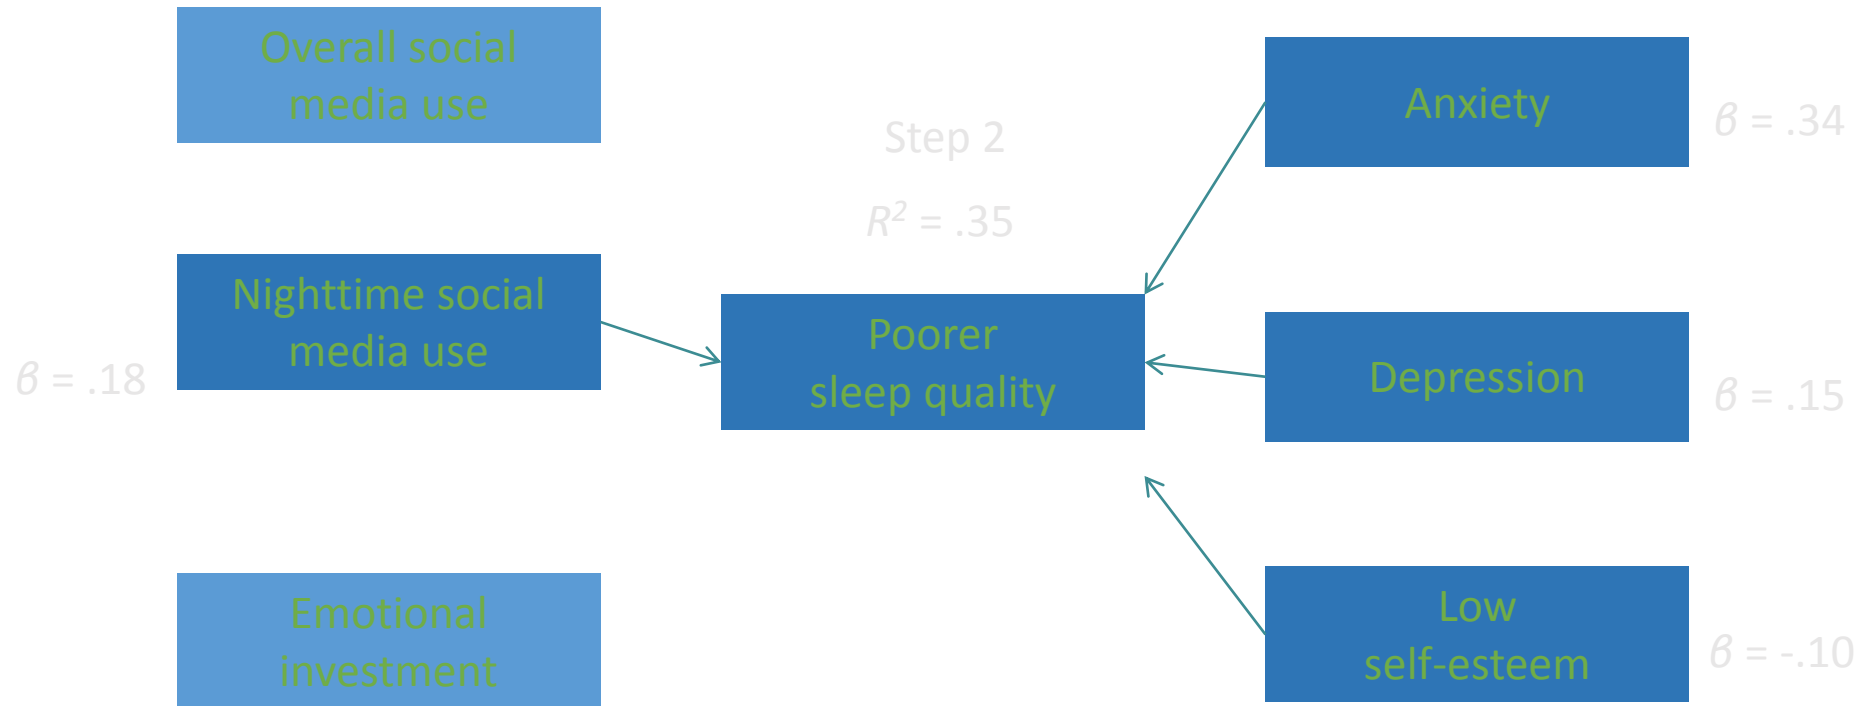 Overall social
media use
Nighttime social
media use
β = .18
Emotional
investment
Step 2
R² = .35
Poorer
sleep quality
Anxiety
β = .34
Depression
β = .15
Low
self-esteem
β = -.10